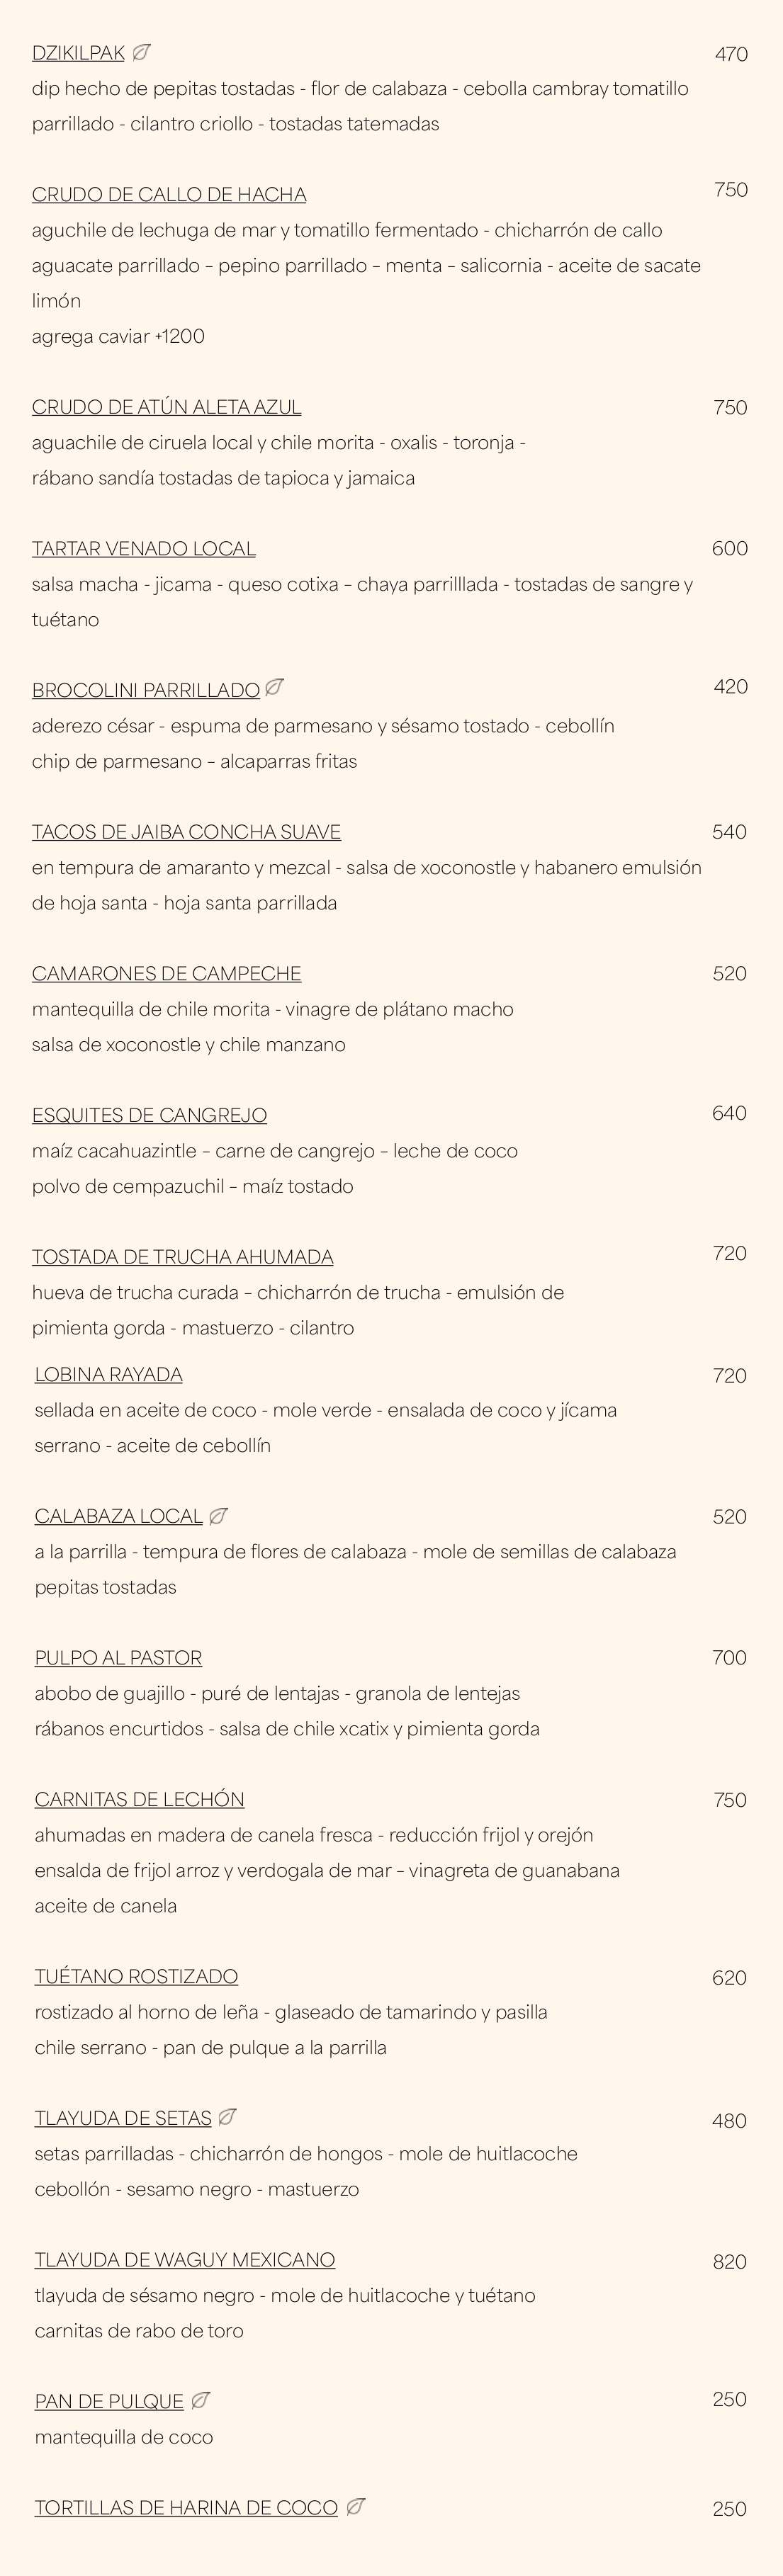 DZIKILPAK 470
dip hecho de pepitas tostadas - flor de calabaza - cebolla cambray tomatillo
parrillado - cilantro criollo - tostadas tatemadas
CRUDO DE CALLO DE HACHA 750
aguchile de lechuga de mar y tomatillo fermentado - chicharrón de callo
aguacate parrillado – pepino parrillado – menta – salicornia - aceite de sacate
limón
agrega caviar +1200
CRUDO DE ATÚN ALETA AZUL 750
aguachile de ciruela local y chile morita - oxalis - toronja -
rábano sandía tostadas de tapioca y jamaica
TARTAR VENADO LOCAL 600
salsa macha - jicama - queso cotixa – chaya parrilllada - tostadas de sangre y
tuétano
BROCOLINI PARRILLADO 420
aderezo césar - espuma de parmesano y sésamo tostado - cebollín
chip de parmesano – alcaparras fritas
TACOS DE JAIBA CONCHA SUAVE 540
en tempura de amaranto y mezcal - salsa de xoconostle y habanero emulsión
de hoja santa - hoja santa parrillada
CAMARONES DE CAMPECHE 520
mantequilla de chile morita - vinagre de plátano macho
salsa de xoconostle y chile manzano
ESQUITES DE CANGREJO 640
maíz cacahuazintle – carne de cangrejo – leche de coco
polvo de cempazuchil – maíz tostado
TOSTADA DE TRUCHA AHUMADA 720
hueva de trucha curada – chicharrón de trucha - emulsión de
pimienta gorda - mastuerzo - cilantro
LOBINA RAYADA 720
sellada en aceite de coco - mole verde - ensalada de coco y jícama
serrano - aceite de cebollín
CALABAZA LOCAL 520
a la parrilla - tempura de flores de calabaza - mole de semillas de calabaza
pepitas tostadas
PULPO AL PASTOR 700
abobo de guajillo - puré de lentajas - granola de lentejas
rábanos encurtidos - salsa de chile xcatix y pimienta gorda
CARNITAS DE LECHÓN 750
ahumadas en madera de canela fresca - reducción frijol y orejón
ensalda de frijol arroz y verdogala de mar – vinagreta de guanabana
aceite de canela
TUÉTANO ROSTIZADO 620
rostizado al horno de leña - glaseado de tamarindo y pasilla
chile serrano - pan de pulque a la parrilla
TLAYUDA DE SETAS 480
setas parrilladas - chicharrón de hongos - mole de huitlacoche
cebollón - sesamo negro - mastuerzo
TLAYUDA DE WAGUY MEXICANO 820
tlayuda de sésamo negro - mole de huitlacoche y tuétano
carnitas de rabo de toro
PAN DE PULQUE 250
mantequilla de coco
TORTILLAS DE HARINA DE COCO 250